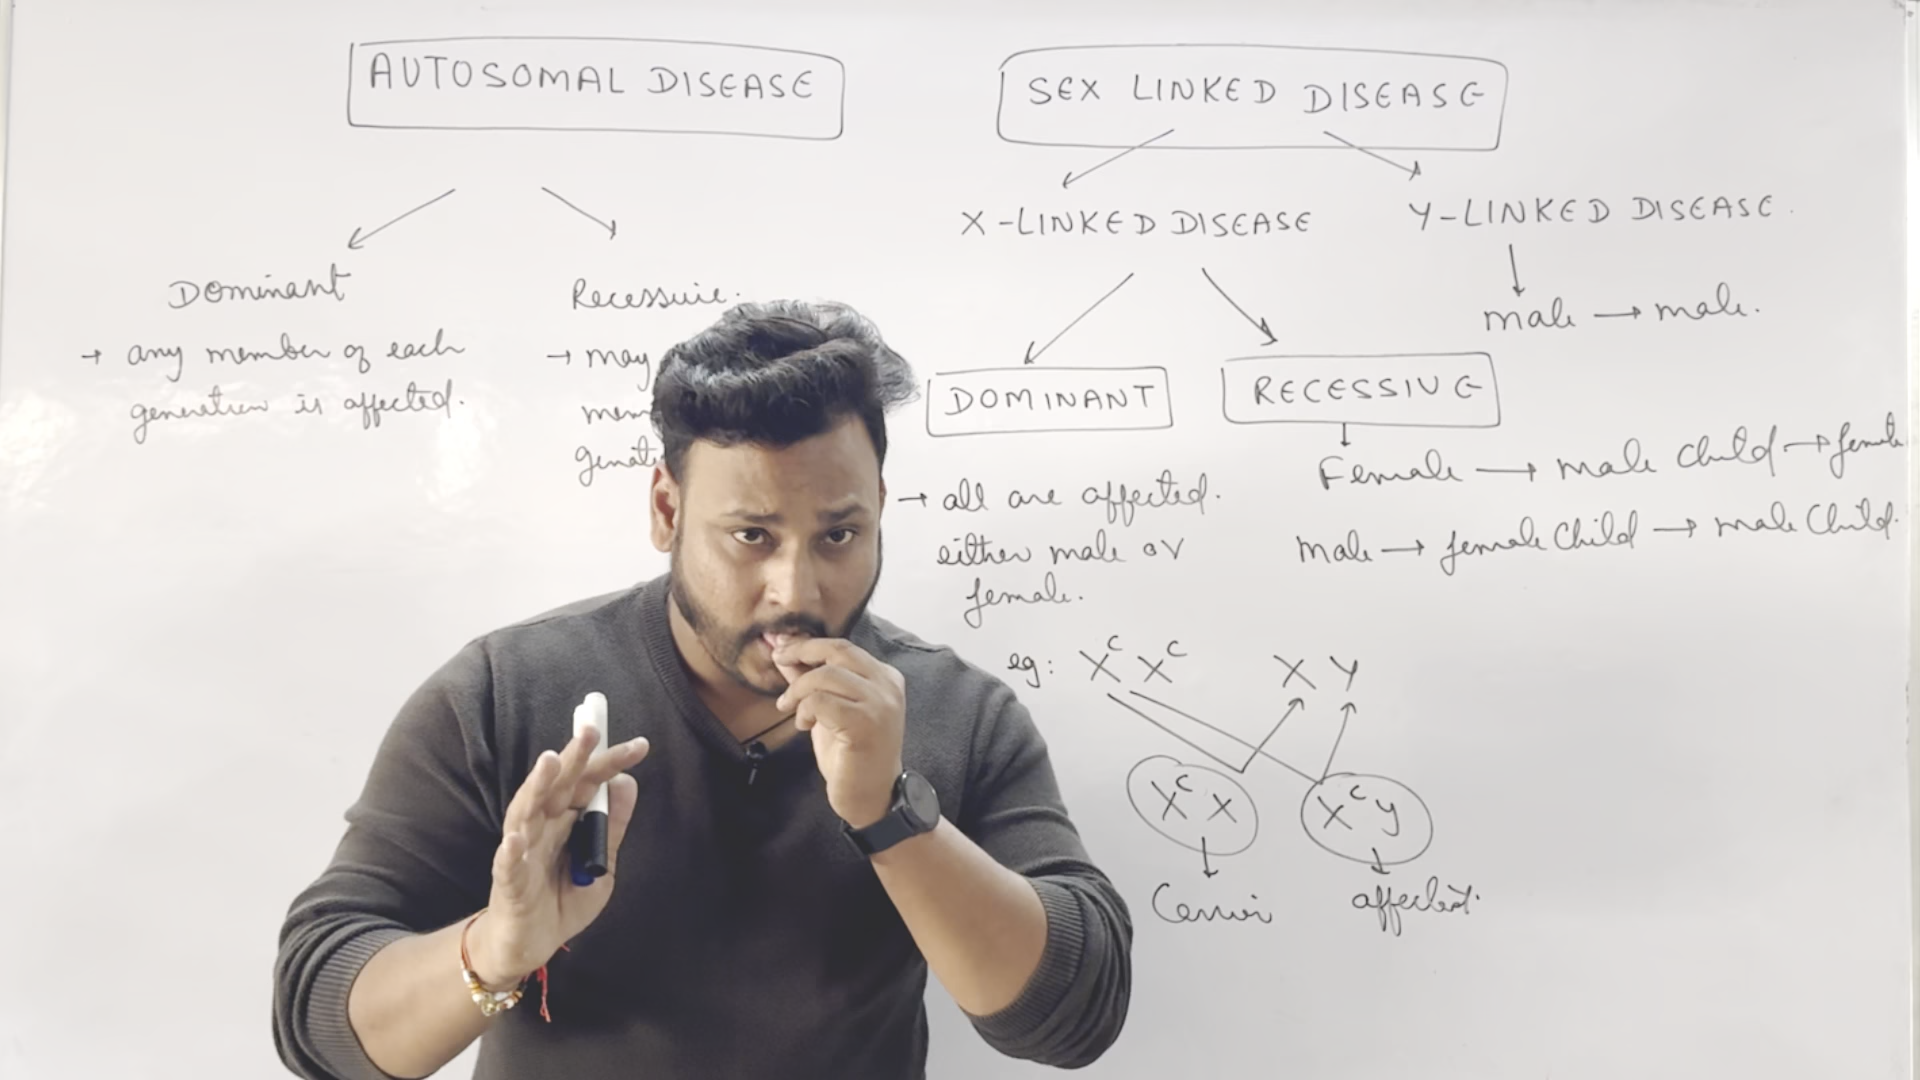 AUTOSOMAL DISEASE
Dominant
→ any member of each
generation is affected.
Recessive.
→ may
mem
SEX LINKED DISEASE
X-LINKED DISEASE
Y-LINKED DISEASE.
male → male.
DOMINANT
→ all are affected.
either male or
female.
RECESSIVE
Female → male child → female
male → female Child → male Child.
eg: X^C X^C X Y
X^C X X^C y
Carrier